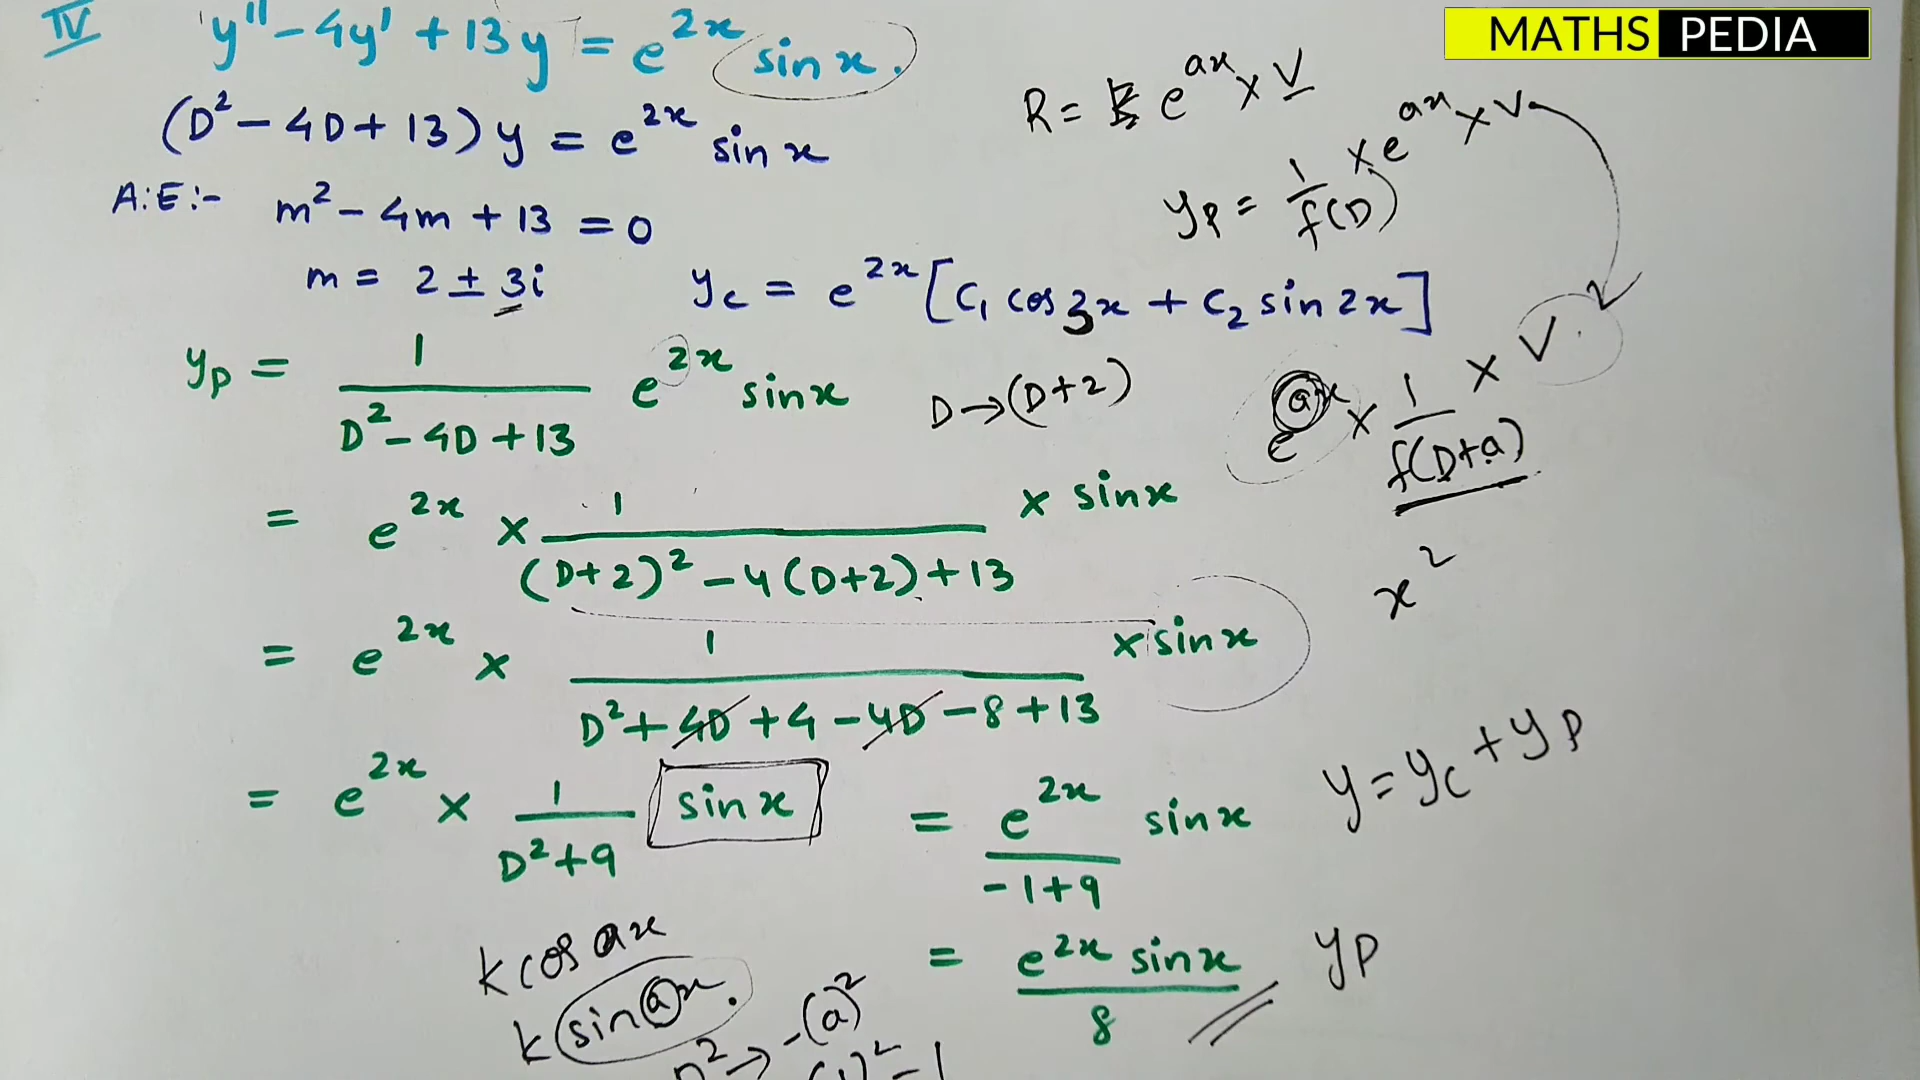 MATHS PEDIA
IV y'' - 4y' + 13y = e^{2x} sin x.
(D² - 4D + 13) y = e^{2x} sin x
A.E:- m² - 4m + 13 = 0
m = 2 ± 3i
y_c = e^{2x} [C₁ cos 3x + C₂ sin 2x]
y_p = 1/(D² - 4D + 13) e^{2x} sin x
D → (D+2)
= e^{2x} × 1/((D+2)² - 4(D+2) + 13) × sin x
= e^{2x} × 1/(D² + 4D + 4 - 4D - 8 + 13) × sin x
= e^{2x} × 1/(D² + 9) sin x
= e^{2x}/(-1+9) sin x
= e^{2x} sin x / 8 yp
R = e^{ax} × V
y_p = 1/f(D) × e^{ax} × V
e^{ax} × 1/f(D+a) × V
x²
y = y_c + y_p
k cos ax
k sin ax.
D² → -(a)²